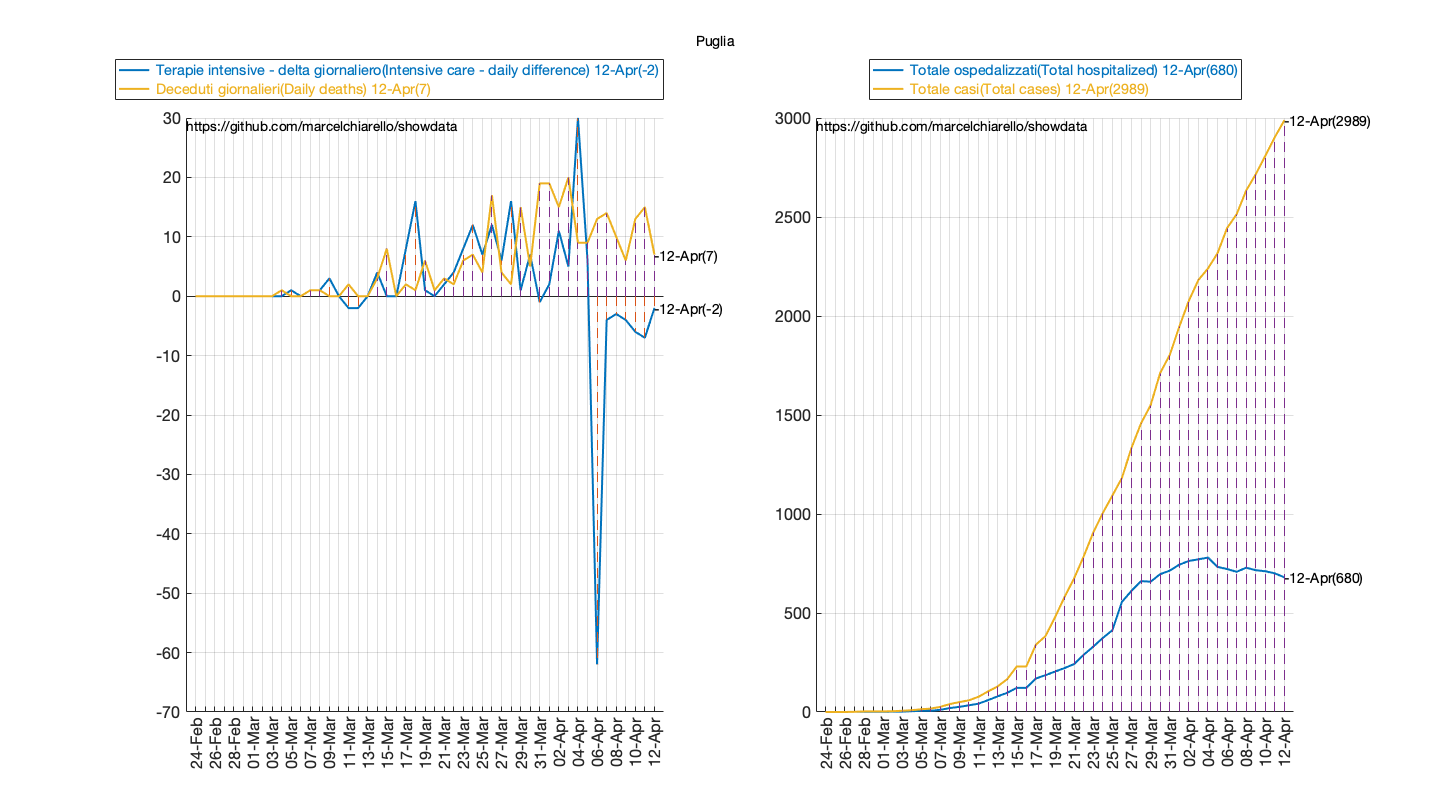 Puglia
Terapie intensive - delta giornaliero(Intensive care - daily difference) 12-Apr(-2)
Deceduti giornalieri(Daily deaths) 12-Apr(7)
https://github.com/marcelchiarello/showdata
30
20
10
0
-10
-20
-30
-40
-50
-60
-70
12-Apr(7)
12-Apr(-2)
24-Feb
26-Feb
28-Feb
01-Mar
03-Mar
05-Mar
07-Mar
09-Mar
11-Mar
13-Mar
15-Mar
17-Mar
19-Mar
21-Mar
23-Mar
25-Mar
27-Mar
29-Mar
31-Mar
02-Apr
04-Apr
06-Apr
08-Apr
10-Apr
12-Apr
Totale ospedalizzati(Total hospitalized) 12-Apr(680)
Totale casi(Total cases) 12-Apr(2989)
https://github.com/marcelchiarello/showdata
3000
2500
2000
1500
1000
500
0
12-Apr(2989)
12-Apr(680)
24-Feb
26-Feb
28-Feb
01-Mar
03-Mar
05-Mar
07-Mar
09-Mar
11-Mar
13-Mar
15-Mar
17-Mar
19-Mar
21-Mar
23-Mar
25-Mar
27-Mar
29-Mar
31-Mar
02-Apr
04-Apr
06-Apr
08-Apr
10-Apr
12-Apr